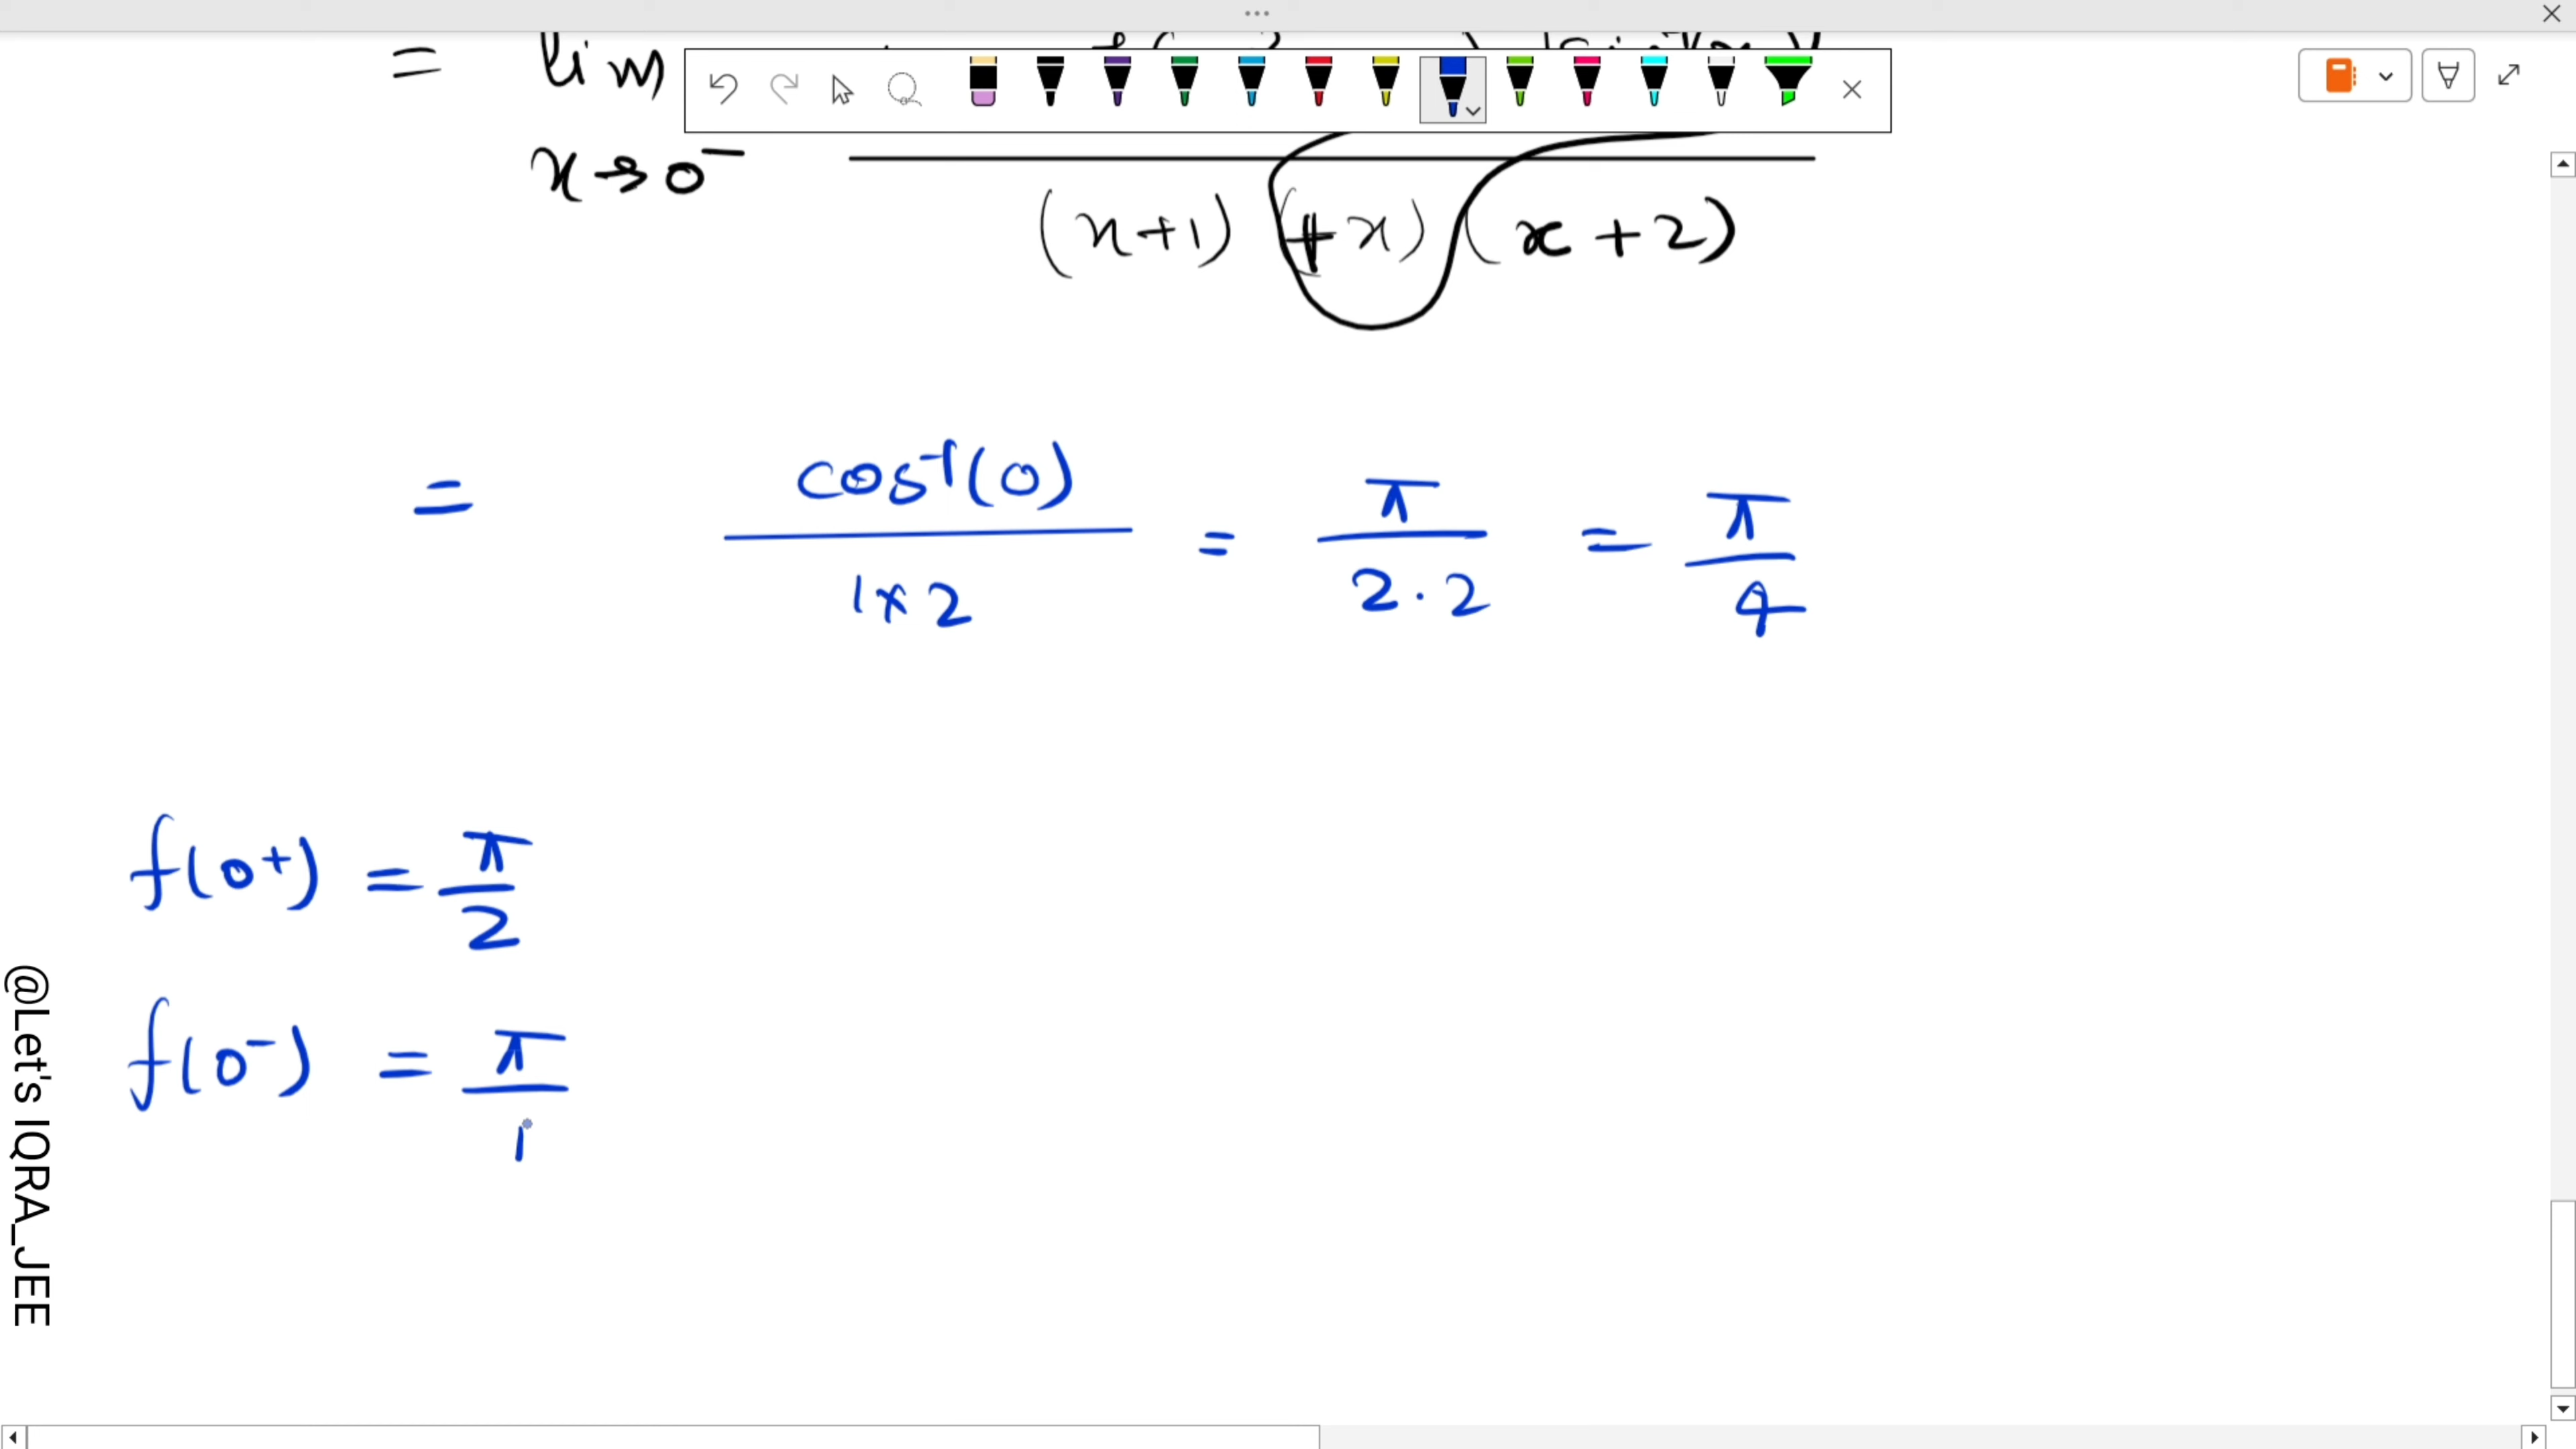 = lim
x→0⁻ (x+1) (+x) (x+2)
= cos⁻¹(0) / 1×2 = π / 2·2 = π / 4
f(0+) = π / 2
f(0-) = π / 1
@Let's IQRA_JEE